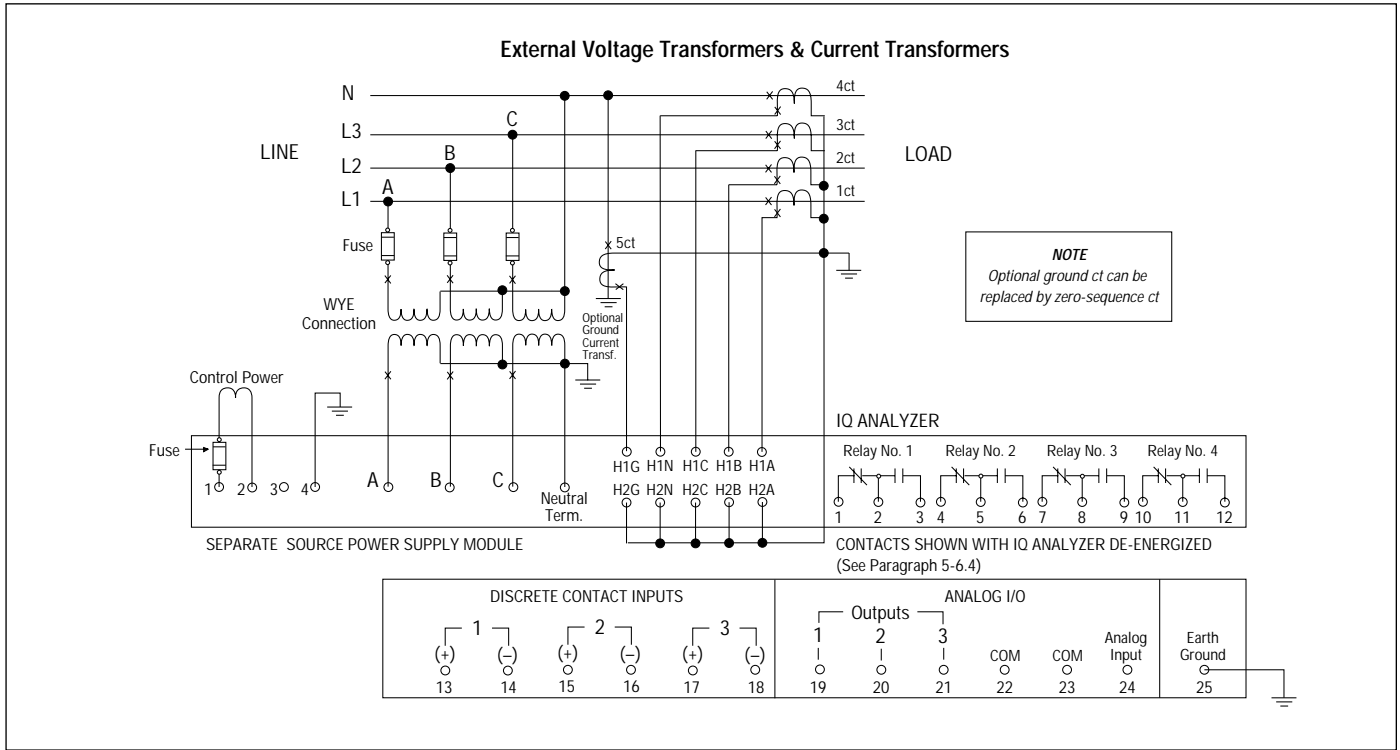 External Voltage Transformers & Current Transformers
N
4ct
L3
C
3ct
LINE
LOAD
L2
B
2ct
L1
A
1ct
Fuse
5ct
NOTE
Optional ground ct can be
replaced by zero-sequence ct
WYE
Connection
Optional
Ground
Current
Transf.
Control Power
IQ ANALYZER
Fuse
H1G H1N H1C H1B H1A
Relay No. 1 Relay No. 2 Relay No. 3 Relay No. 4
1 2 3 4 A B C
H2G H2N H2C H2B H2A
Neutral
Term.
1 2 3 4 5 6 7 8 9 10 11 12
SEPARATE SOURCE POWER SUPPLY MODULE
CONTACTS SHOWN WITH IQ ANALYZER DE-ENERGIZED
(See Paragraph 5-6.4)
DISCRETE CONTACT INPUTS
ANALOG I/O
Outputs
1 2 3
1 2 3
(+) (–) (+) (–) (+) (–)
COM COM
Analog
Input
Earth
Ground
13 14 15 16 17 18 19 20 21 22 23 24 25